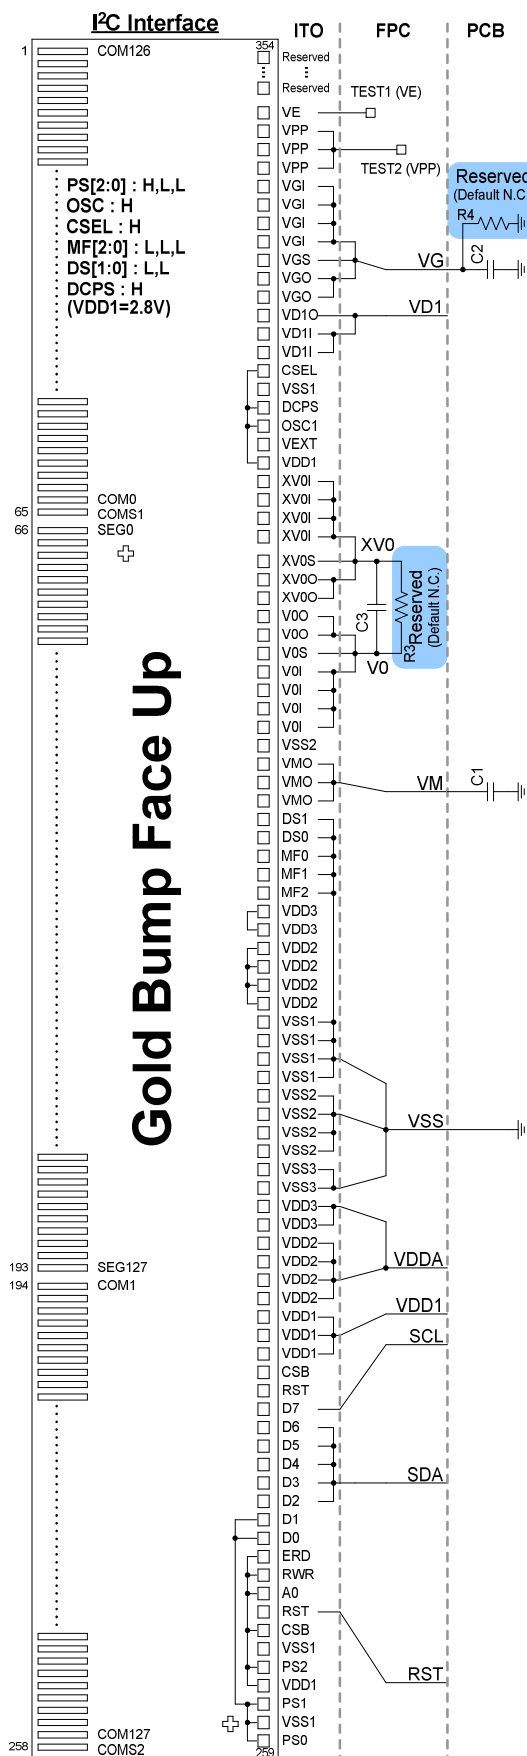 I²C Interface
ITO
FPC
PCB
1
COM126
354
Reserved
Reserved
TEST1 (VE)
VE
VPP
VPP
TEST2 (VPP)
VPP
PS[2:0] : H,L,L
OSC : H
CSEL : H
MF[2:0] : L,L,L
DS[1:0] : L,L
DCPS : H
(VDD1=2.8V)
Reserved
(Default N.C
R4
VGI
VGI
VGI
VGI
VGS
VG
C2
VGO
VGO
VD1O
VD1
VD1I
VD1I
CSEL
VSS1
DCPS
OSC1
VEXT
VDD1
XV0I
XV0I
XV0I
XV0I
COM0
65
COMS1
66
SEG0
XV0S
XV0O
XV0O
XV0
C3
R3
Reserved
(Default N.C.)
V0
V0O
V0O
V0S
V0I
V0I
V0I
V0I
VSS2
Gold Bump Face Up
VMO
VMO
VMO
VM
C1
DS1
DS0
MF0
MF1
MF2
VDD3
VDD3
VDD2
VDD2
VDD2
VDD2
VSS1
VSS1
VSS1
VSS1
VSS2
VSS2
VSS2
VSS2
VSS
VSS3
VSS3
VDD3
VDD3
VDD2
VDD2
VDD2
VDD2
VDDA
193
SEG127
194
COM1
VDD1
VDD1
VDD1
VDD1
SCL
CSB
RST
D7
D6
D5
D4
D3
D2
SDA
D1
D0
ERD
RWR
A0
RST
CSB
VSS1
PS2
VDD1
RST
PS1
VSS1
PS0
COM127
258
COMS2
259